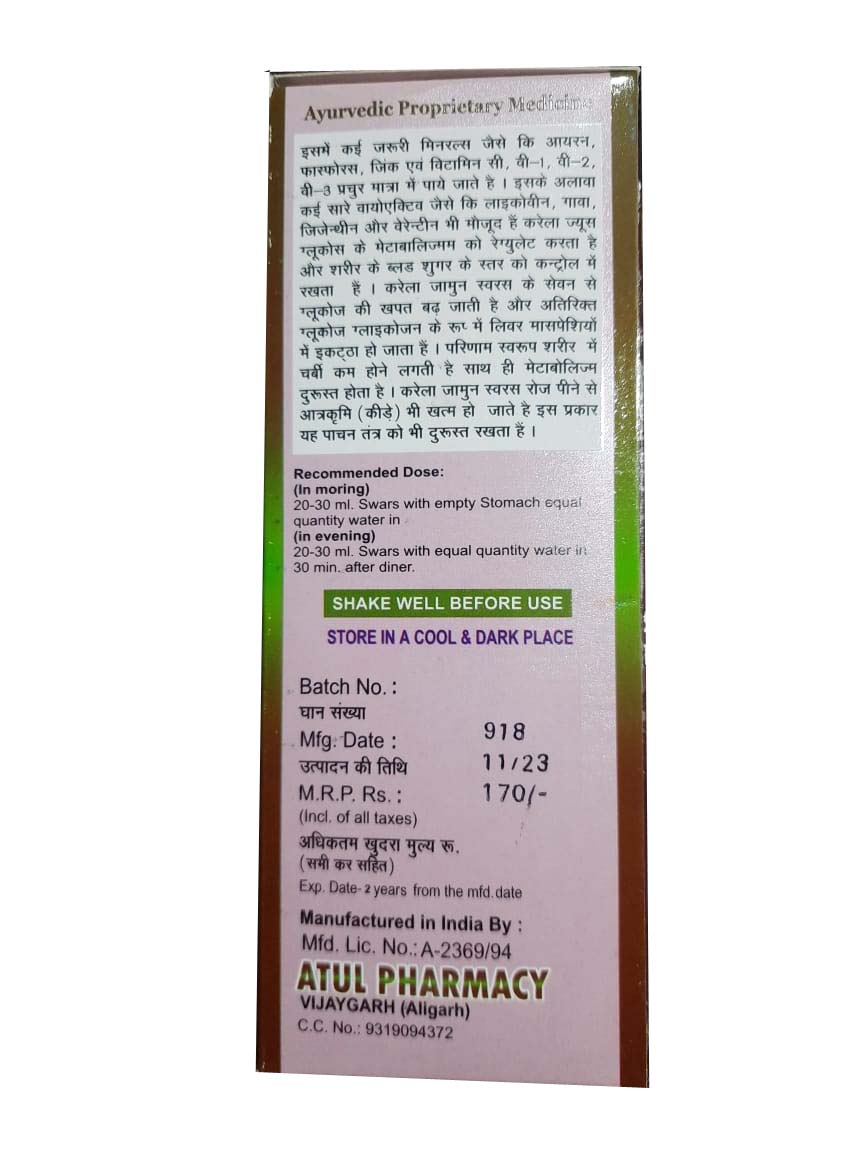 Ayurvedic Proprietary Medicine
इसमें कई जरूरी मिनरल्स जैसे कि आयरन,
फास्फोरस, जिंक एवं विटामिन सी, वी–1, वी–2,
वी–3 प्रचुर मात्रा में पाये जाते है । इसके अलावा
कई सारे वायोएक्टिव जैसे कि लाइकोवीन, गावा,
जिजेन्थीन और वेरेन्टीन भी मौजूद हैं करेला ज्यूस
ग्लूकोस के मेटाबालिज्मम को रेग्युलेट करता है
और शरीर के ब्लड शुगर के स्तर को कन्ट्रोल में
रखता हैं । करेला जामुन स्वरस के सेवन से
ग्लूकोज की खपत बढ़ जाती है और अतिरिक्त
ग्लूकोज ग्लाइकोजन के रूप में लिवर मासपेशियों
में इकट्ठा हो जाता हैं । परिणाम स्वरूप शरीर में
चर्बी कम होने लगती है साथ ही मेटाबोलिज्म
दुरूस्त होता है । करेला जामुन स्वरस रोज पीने से
आत्रकृमि (कीड़े) भी खत्म हो जाते है इस प्रकार
यह पाचन तंत्र को भी दुरूस्त रखता हैं ।
Recommended Dose:
(In moring)
20-30 ml. Swars with empty Stomach equal
quantity water in
(in evening)
20-30 ml. Swars with equal quantity water in
30 min. after diner.
SHAKE WELL BEFORE USE
STORE IN A COOL & DARK PLACE
Batch No. :
घान संख्या 918
Mfg. Date :
उत्पादन की तिथि 11/23
M.R.P. Rs. : 170/-
(Incl. of all taxes)
अधिकतम खुदरा मुल्य रू.
(सभी कर सहित)
Exp. Date- 2 years from the mfd. date
Manufactured in India By :
Mfd. Lic. No.: A-2369/94
ATUL PHARMACY
VIJAYGARH (Aligarh)
C.C. No.: 9319094372